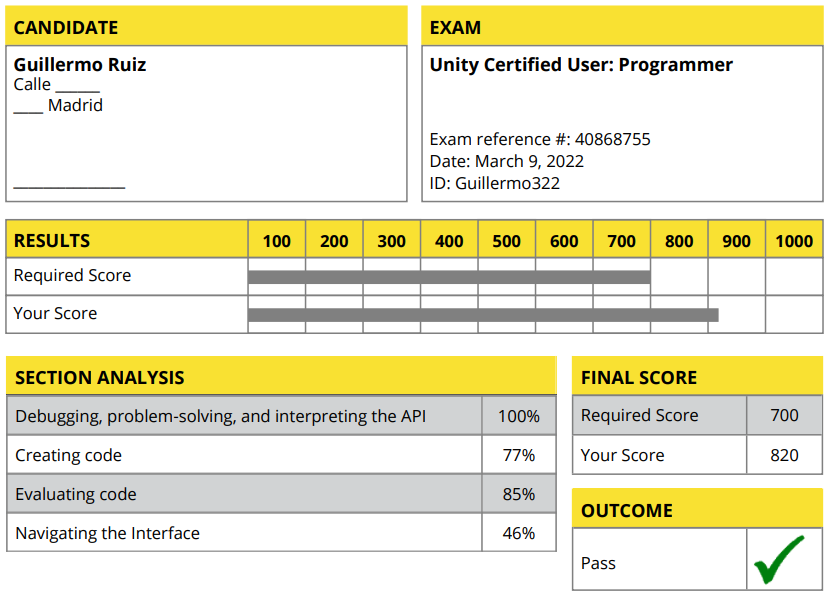 CANDIDATE
Guillermo Ruiz
Calle ______
____ Madrid
_______________
EXAM
Unity Certified User: Programmer
Exam reference #: 40868755
Date: March 9, 2022
ID: Guillermo322
RESULTS 100 200 300 400 500 600 700 800 900 1000
Required Score
Your Score
SECTION ANALYSIS
Debugging, problem-solving, and interpreting the API 100%
Creating code 77%
Evaluating code 85%
Navigating the Interface 46%
FINAL SCORE
Required Score 700
Your Score 820
OUTCOME
Pass